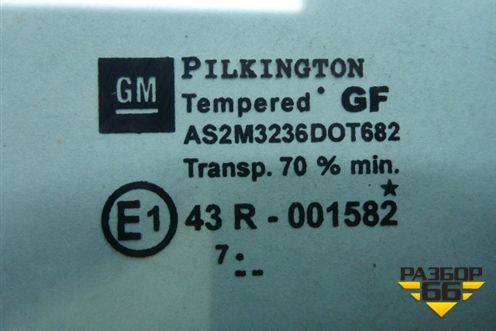 GM PILKINGTON
Tempered GF
AS2M3236DOT682
Transp. 70 % min.
E1 43 R - 001582
7
РАЗБОР
66